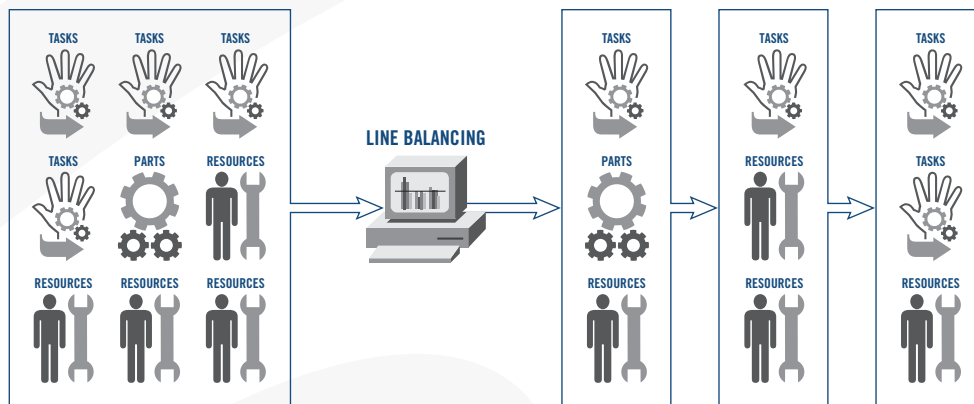 TASKS TASKS TASKS
TASKS PARTS RESOURCES
RESOURCES RESOURCES RESOURCES
LINE BALANCING
TASKS
PARTS
RESOURCES
TASKS
RESOURCES
RESOURCES
TASKS
TASKS
RESOURCES